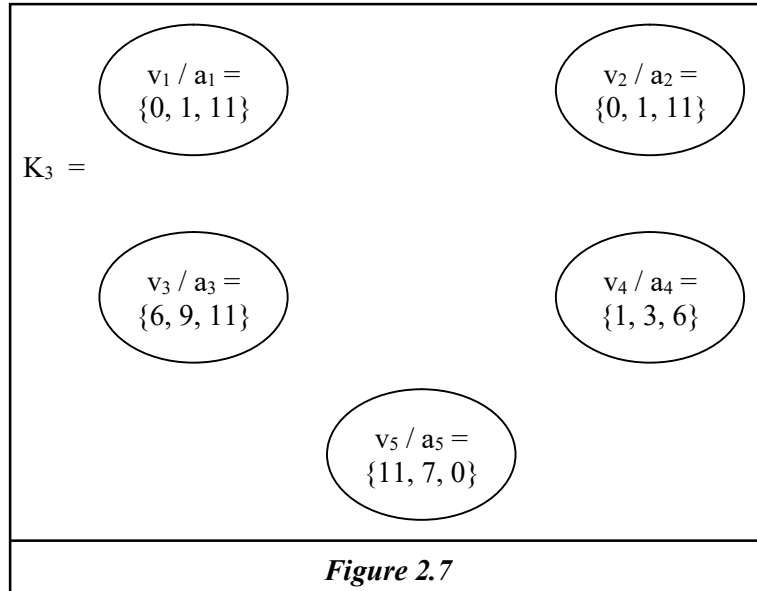 v₁ / a₁ =
{0, 1, 11}
v₂ / a₂ =
{0, 1, 11}
K₃ =
v₃ / a₃ =
{6, 9, 11}
v₄ / a₄ =
{1, 3, 6}
v₅ / a₅ =
{11, 7, 0}
Figure 2.7